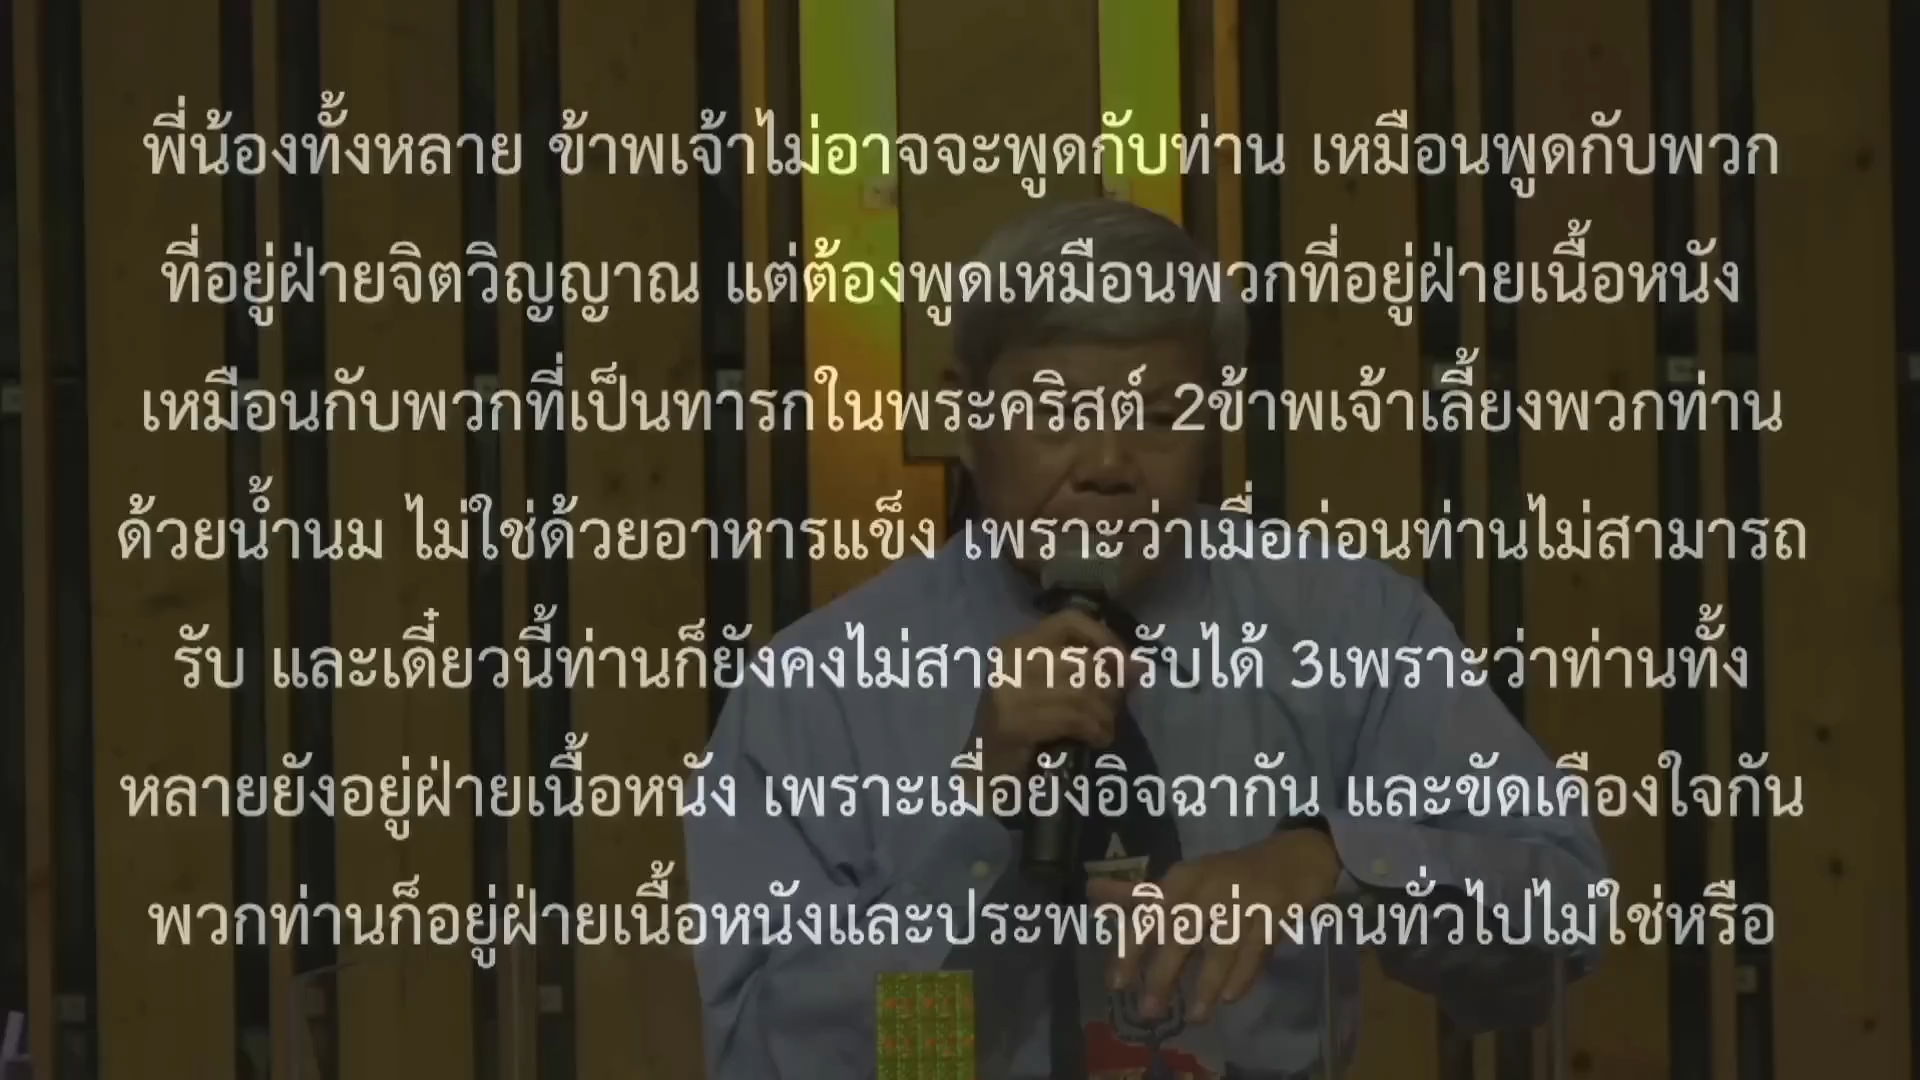 พี่น้องทั้งหลาย ข้าพเจ้าไม่อาจจะพูดกับท่าน เหมือนพูดกับพวก
ที่อยู่ฝ่ายจิตวิญญาณ แต่ต้องพูดเหมือนพวกที่อยู่ฝ่ายเนื้อหนัง
เหมือนกับพวกที่เป็นทารกในพระคริสต์ 2ข้าพเจ้าเลี้ยงพวกท่าน
ด้วยน้ำนม ไม่ใช่ด้วยอาหารแข็ง เพราะว่าเมื่อก่อนท่านไม่สามารถ
รับ และเดี๋ยวนี้ท่านก็ยังคงไม่สามารถรับได้ 3เพราะว่าท่านทั้ง
หลายยังอยู่ฝ่ายเนื้อหนัง เพราะเมื่อยังอิจฉากัน และขัดเคืองใจกัน
พวกท่านก็อยู่ฝ่ายเนื้อหนังและประพฤติอย่างคนทั่วไปไม่ใช่หรือ